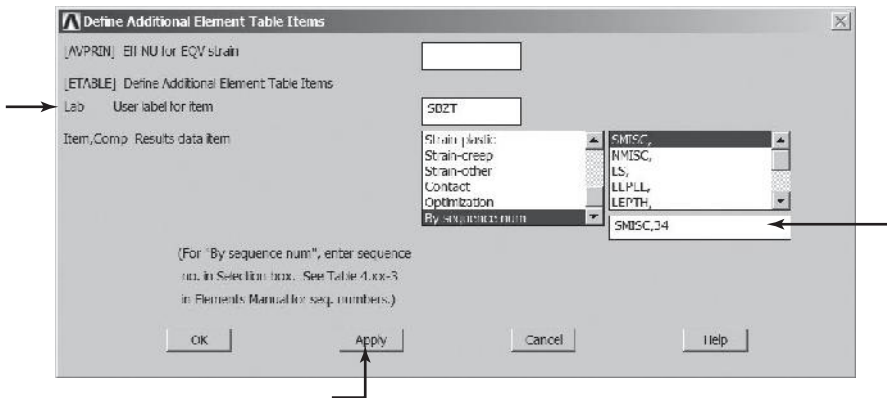 Define Additional Element Table Items
[AVPRIN] Eff NU for EQV strain
[ETABLE] Define Additional Element Table Items
Lab User label for item SBZT
Item,Comp Results data item
Strain-plastic
Strain-creep
Strain-other
Contact
Optimization
By sequence num
SMISC,
NMISC,
LS,
LEPEL,
LEPTH,
SMISC,34
(For "By sequence num", enter sequence
no. in Selection box. See Table 4.xx-3
in Elements Manual for seq. numbers.)
OK Apply Cancel Help